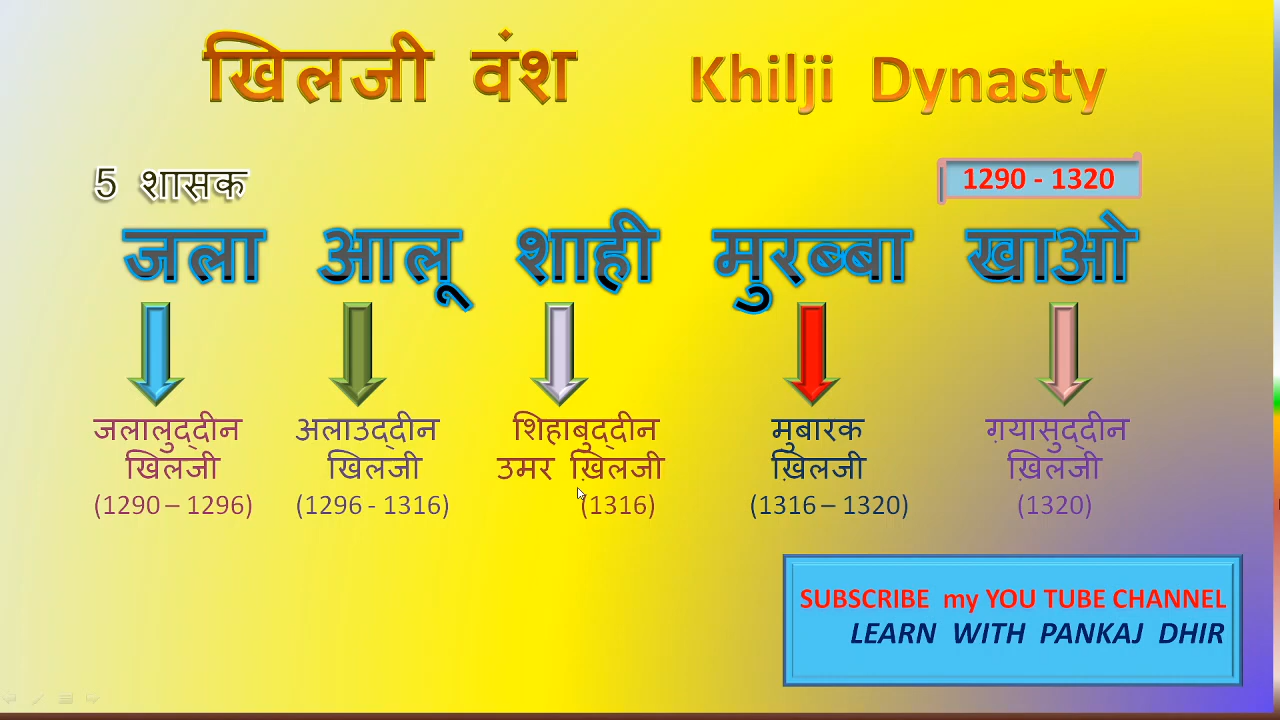 खिलजी वंश Khilji Dynasty
5 शासक
1290 - 1320
जला आलू शाही मुरब्बा खाओ
जलालुद्दीन खिलजी (1290 – 1296)
अलाउद्दीन खिलजी (1296 - 1316)
शिहाबुद्दीन उमर ख़िलजी (1316)
मुबारक ख़िलजी (1316 – 1320)
ग़यासुद्दीन ख़िलजी (1320)
SUBSCRIBE my YOU TUBE CHANNEL
LEARN WITH PANKAJ DHIR